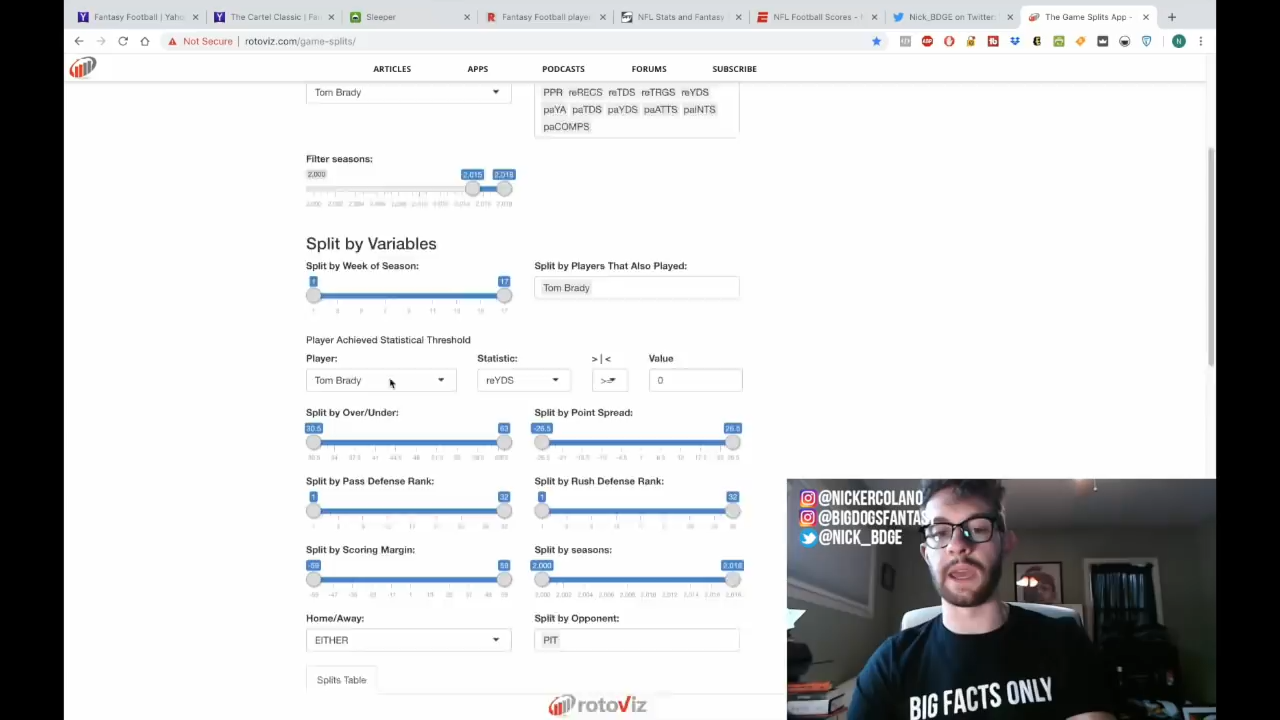 Fantasy Football | Yaho
The Cartel Classic | Fa
Sleeper
Fantasy Football player
NFL Stats and Fantasy
NFL Football Scores - N
Nick_BDGE on Twitter:
The Game Splits App -
Not Secure | rotoviz.com/game-splits/
ARTICLES APPS PODCASTS FORUMS SUBSCRIBE
Tom Brady
PPR reRECS reTDS reTRGS reYDS
paYA paTDS paYDS paATTS paINTS
paCOMPS
Filter seasons:
2,000 2,015 2,018
Split by Variables
Split by Week of Season:
1 17
Split by Players That Also Played:
Tom Brady
Player Achieved Statistical Threshold
Player: Statistic: > | < Value
Tom Brady reYDS >= 0
Split by Over/Under: Split by Point Spread:
30.5 63 -26.5 26.5
Split by Pass Defense Rank: Split by Rush Defense Rank:
1 32 1 32
Split by Scoring Margin: Split by seasons:
-59 59 2,000 2,018
Home/Away: Split by Opponent:
EITHER PIT
Splits Table
rotoviz
@NICKERCOLANO
@BIGDOGSFANTAS
@NICK_BDGE
BIG FACTS ONLY